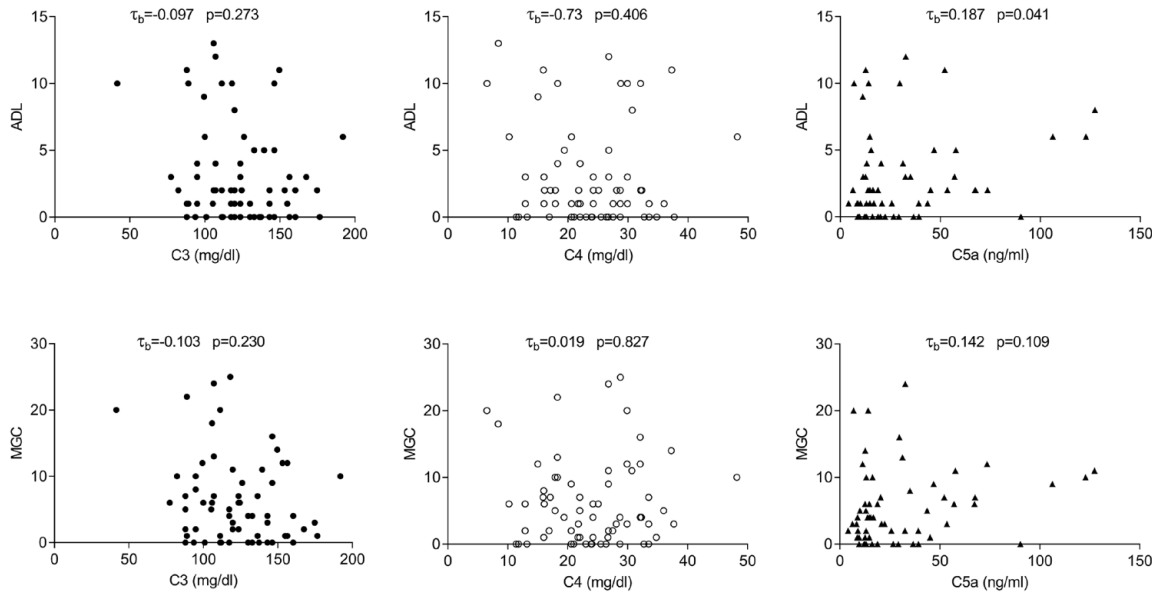 τb=-0.097 p=0.273
15
10
5
0
ADL
0 50 100 150 200
C3 (mg/dl)
τb=-0.73 p=0.406
15
10
5
0
ADL
10 20 30 40 50
C4 (mg/dl)
τb=0.187 p=0.041
15
10
5
0
ADL
0 50 100 150
C5a (ng/ml)
τb=-0.103 p=0.230
30
20
10
0
MGC
0 50 100 150 200
C3 (mg/dl)
τb=0.019 p=0.827
30
20
10
0
MGC
0 10 20 30 40 50
C4 (mg/dl)
τb=0.142 p=0.109
30
20
10
0
MGC
0 50 100 150
C5a (ng/ml)